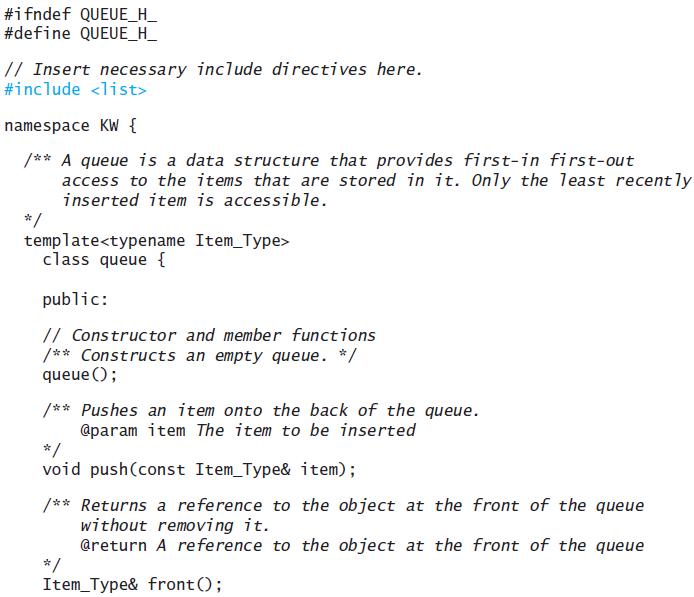 #ifndef QUEUE_H_
#define QUEUE_H_
// Insert necessary include directives here.
#include <list>
namespace KW {
/** A queue is a data structure that provides first-in first-out
access to the items that are stored in it. Only the least recently
inserted item is accessible.
*/
template<typename Item_Type>
class queue {
public:
// Constructor and member functions
/** Constructs an empty queue. */
queue();
/** Pushes an item onto the back of the queue.
@param item The item to be inserted
*/
void push(const Item_Type& item);
/** Returns a reference to the object at the front of the queue
without removing it.
@return A reference to the object at the front of the queue
*/
Item_Type& front();